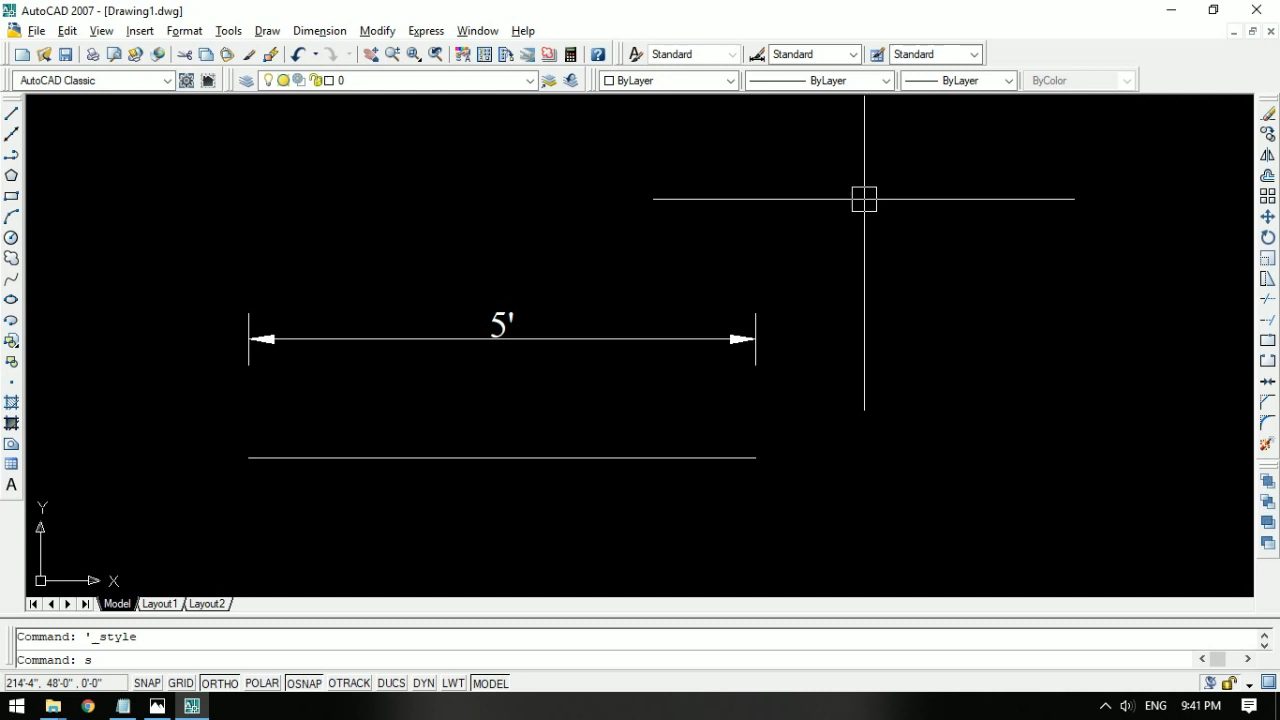 AutoCAD 2007 - [Drawing1.dwg]
File Edit View Insert Format Tools Draw Dimension Modify Express Window Help
Standard Standard Standard
AutoCAD Classic 0 ByLayer ByLayer ByLayer ByColor
5'
Y
X
Model Layout1 Layout2
Command: '_style
Command: s
214'-4", 48'-0" , 0'-0" SNAP GRID ORTHO POLAR OSNAP OTRACK DUCS DYN LWT MODEL
ENG 9:41 PM